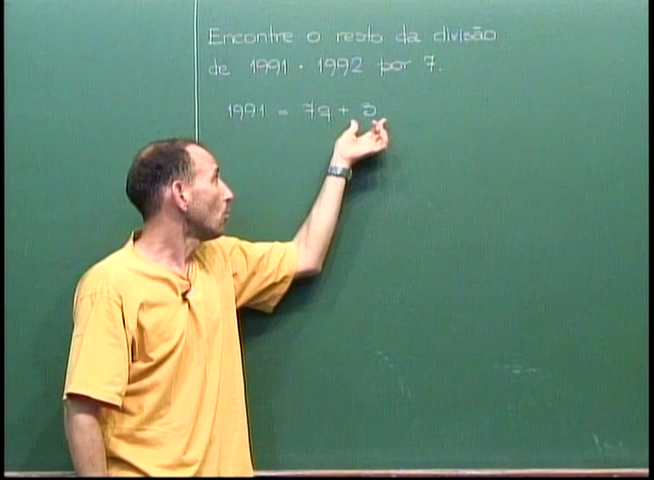 Encontre o resto da divisão
de 1991 · 1992 por 7.
1991 = 7q + 3